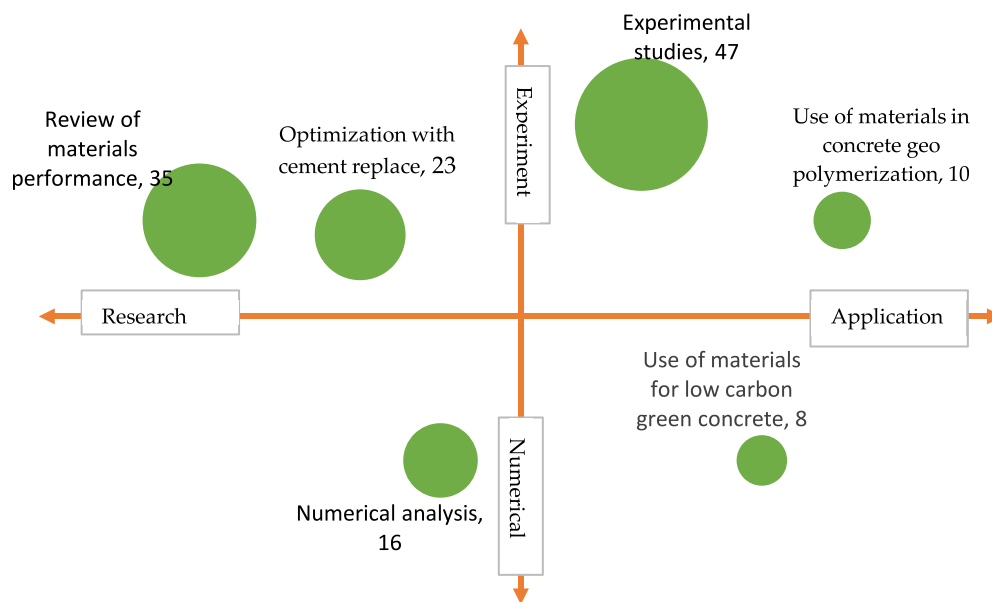 Experimental
studies, 47
Review of
materials
performance, 35
Optimization with
cement replace, 23
Experiment
Use of materials in
concrete geo
polymerization, 10
Research
Application
Use of materials
for low carbon
green concrete, 8
Numerical
Numerical analysis,
16